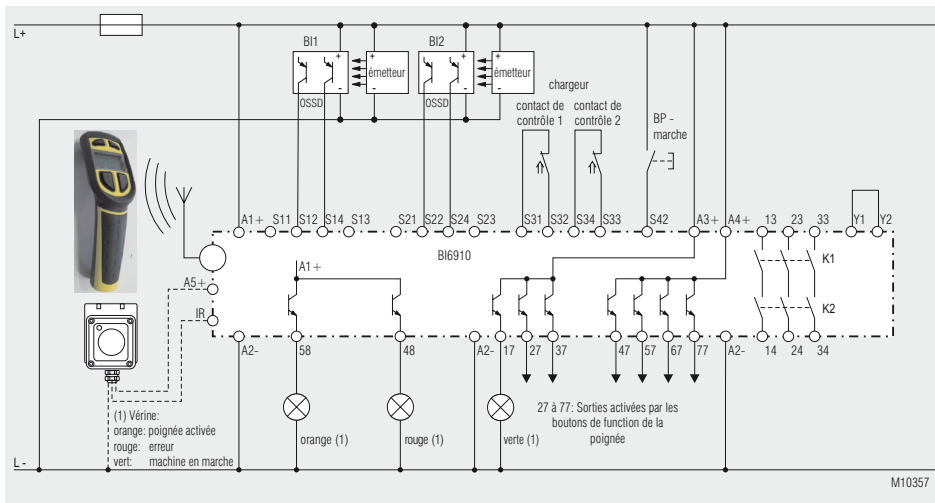 L+
BI1
BI2
+
+
+
+
émetteur
émetteur
-
-
-
-
OSSD
OSSD
chargeur
contact de
contrôle 1
contact de
contrôle 2
BP -
marche
A1+
S11
S12
S14
S13
S21
S22
S24
S23
S31
S32
S34
S33
S42
A3+
A4+
13
23
33
Y1
Y2
BI6910
A1+
K1
K2
A5+
IR
A2-
58
48
A2-
17
27
37
47
57
67
77
A2-
14
24
34
(1) Vérine:
orange: poignée activée
rouge: erreur
vert: machine en marche
orange (1)
rouge (1)
verte (1)
27 à 77: Sorties activées par les
boutons de function de la
poignée
L -
M10357